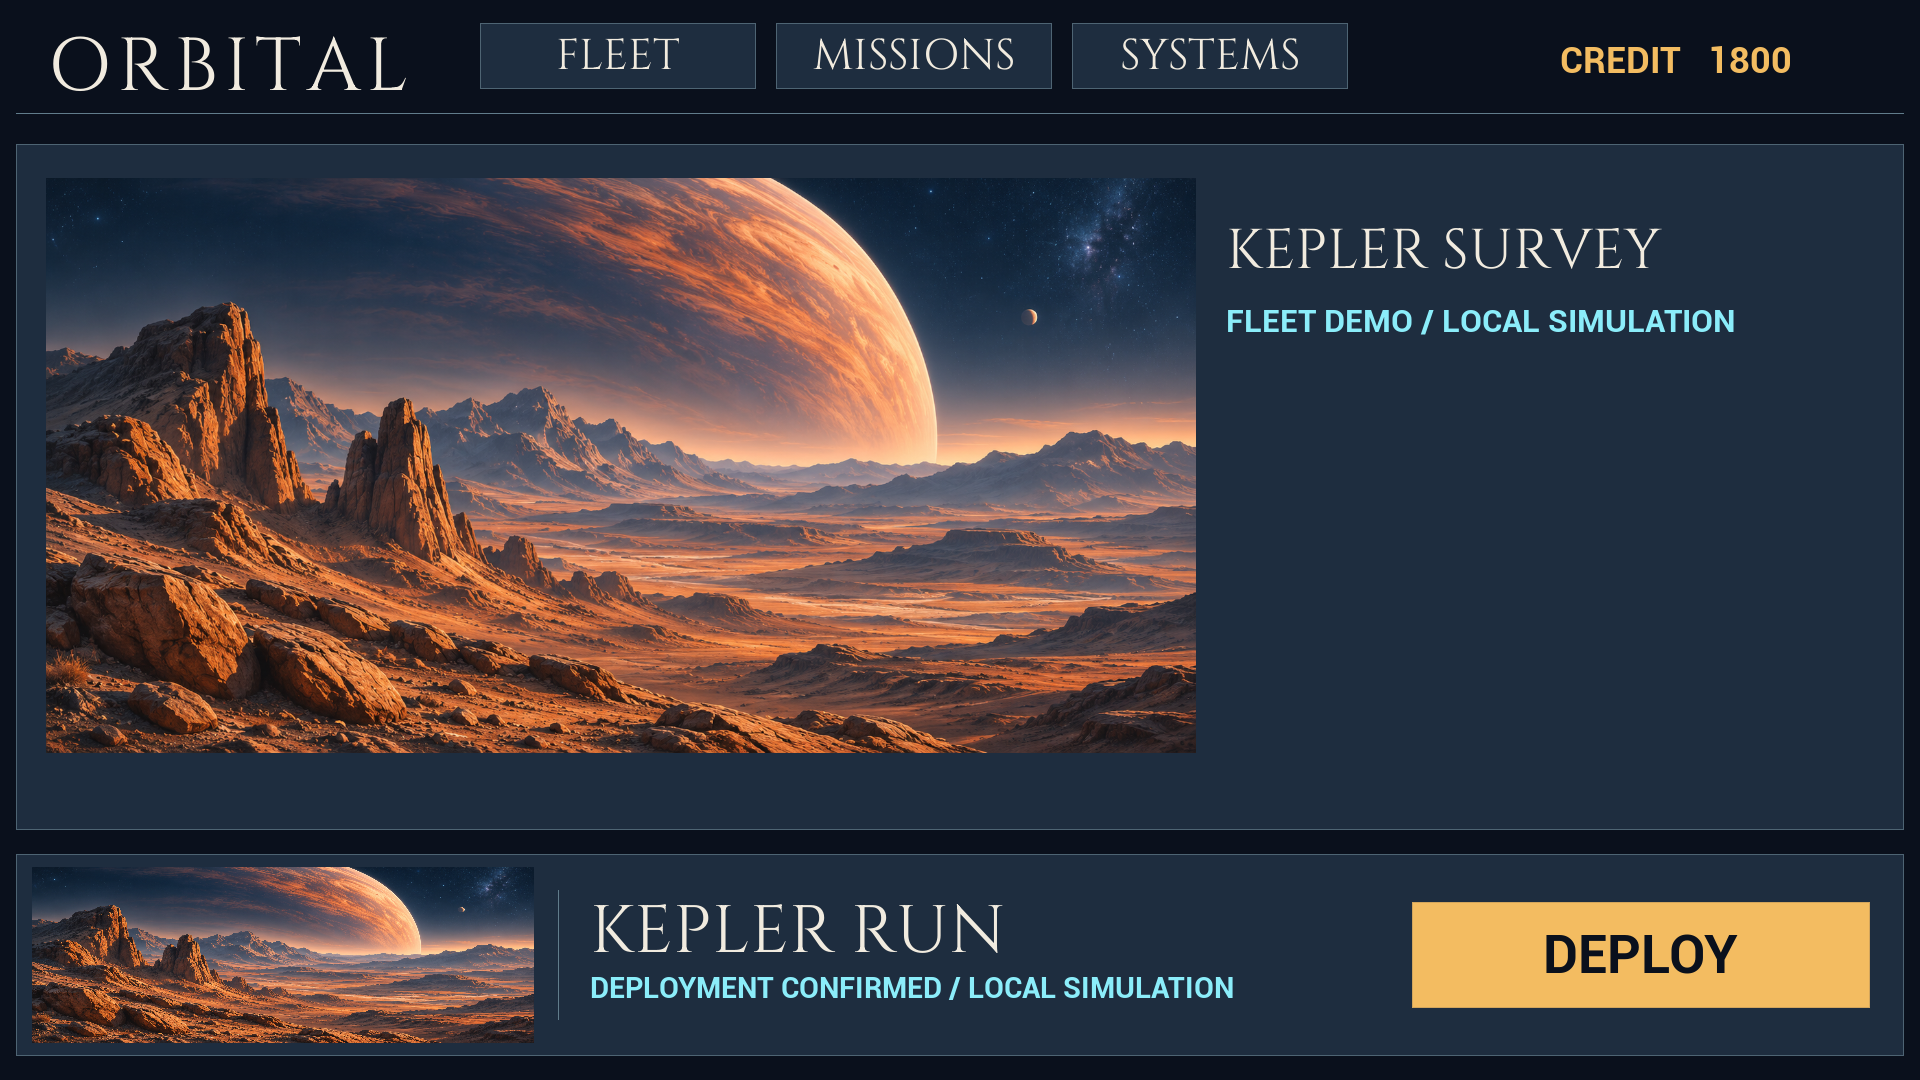 ORBITAL
FLEET
MISSIONS
SYSTEMS
CREDIT 1800
KEPLER SURVEY
FLEET DEMO / LOCAL SIMULATION
KEPLER RUN
DEPLOYMENT CONFIRMED / LOCAL SIMULATION
DEPLOY